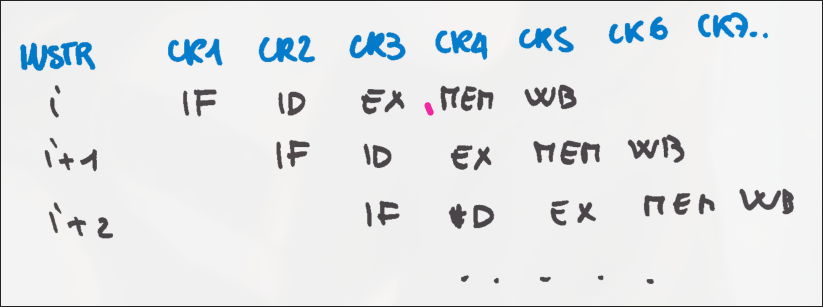 INSTR CK1 CK2 CK3 CK4 CK5 CK6 CK7..
i IF ID EX MEM WB
i+1 IF ID EX MEM WB
i+2 IF ID EX MEM WB
. . . . .